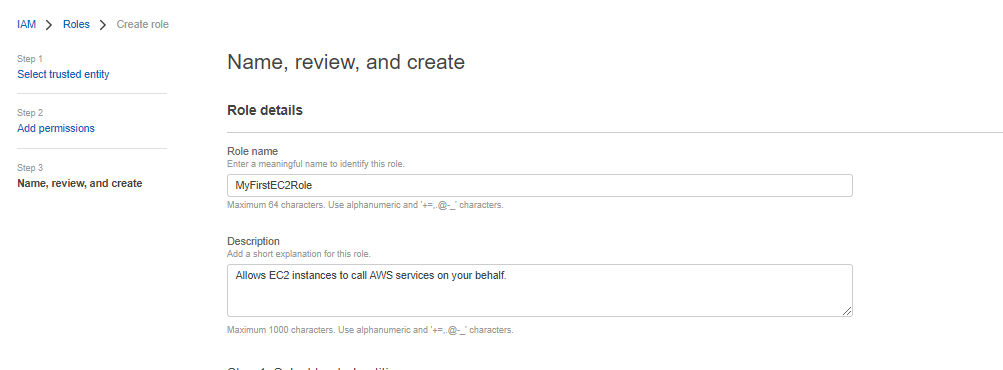 IAM > Roles > Create role
Step 1
Select trusted entity
Step 2
Add permissions
Step 3
Name, review, and create
Name, review, and create
Role details
Role name
Enter a meaningful name to identify this role.
MyFirstEC2Role
Maximum 64 characters. Use alphanumeric and '+=,.@-_' characters.
Description
Add a short explanation for this role.
Allows EC2 instances to call AWS services on your behalf.
Maximum 1000 characters. Use alphanumeric and '+=,.@-_' characters.